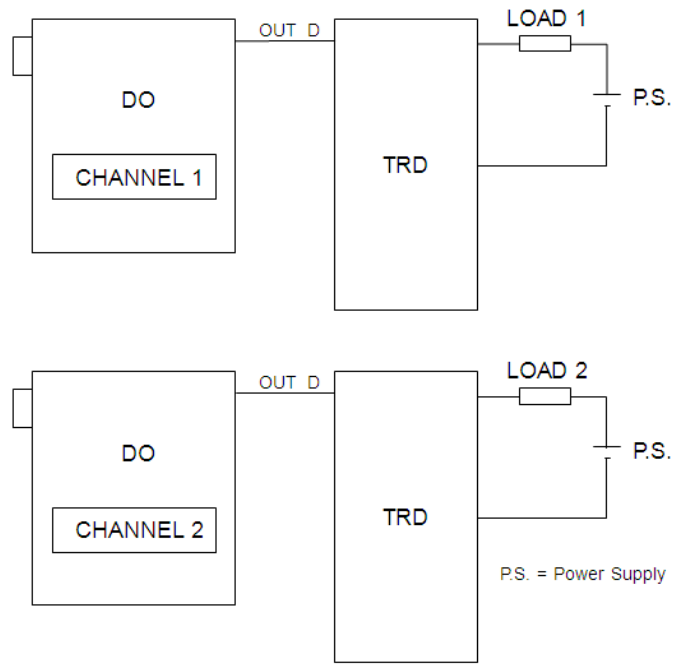 LOAD 1
OUT D
DO
P.S.
CHANNEL 1
TRD
LOAD 2
OUT D
DO
P.S.
CHANNEL 2
TRD
P.S. = Power Supply